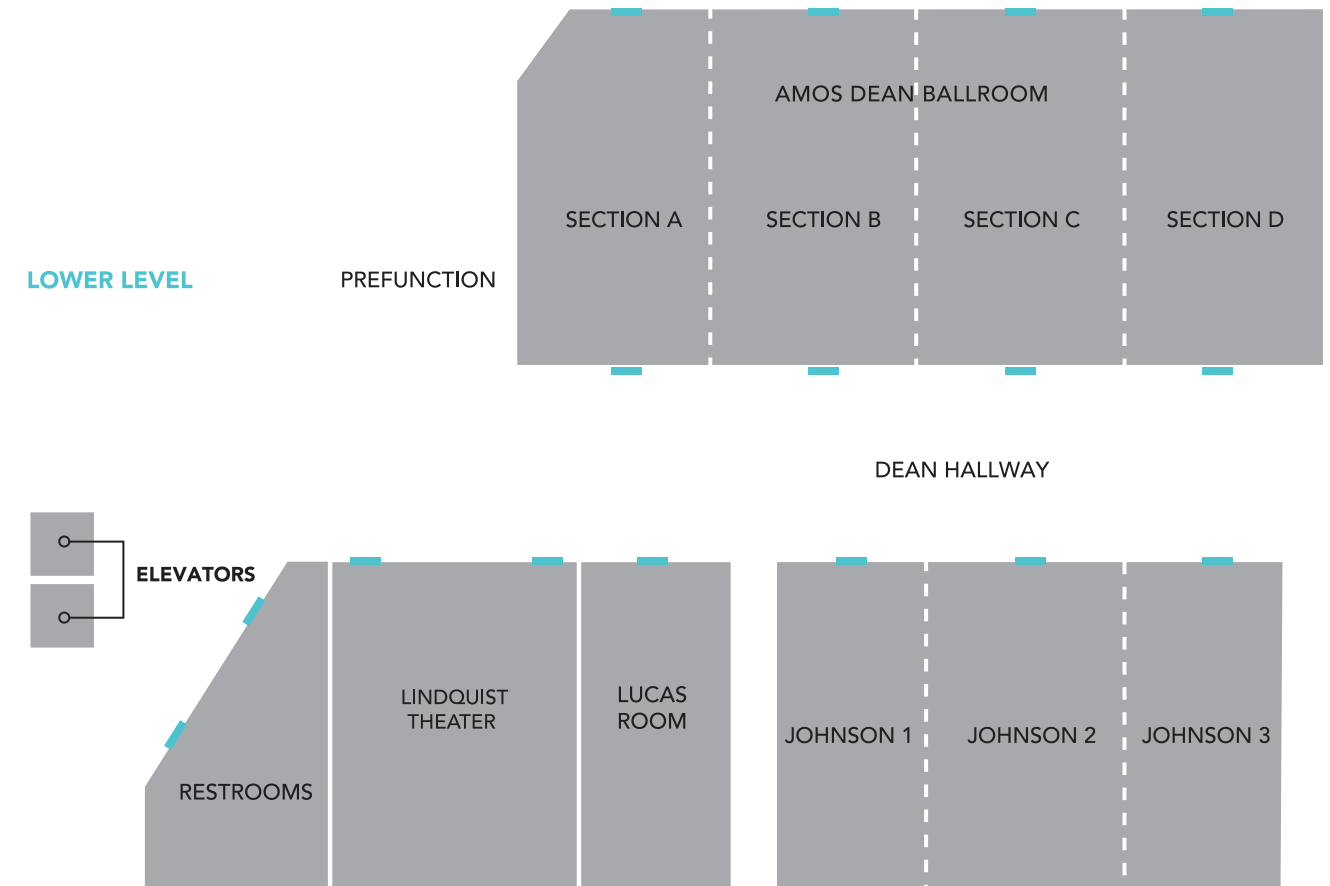 AMOS DEAN BALLROOM
SECTION A
SECTION B
SECTION C
SECTION D
LOWER LEVEL
PREFUNCTION
DEAN HALLWAY
ELEVATORS
LINDQUIST
THEATER
LUCAS
ROOM
JOHNSON 1
JOHNSON 2
JOHNSON 3
RESTROOMS